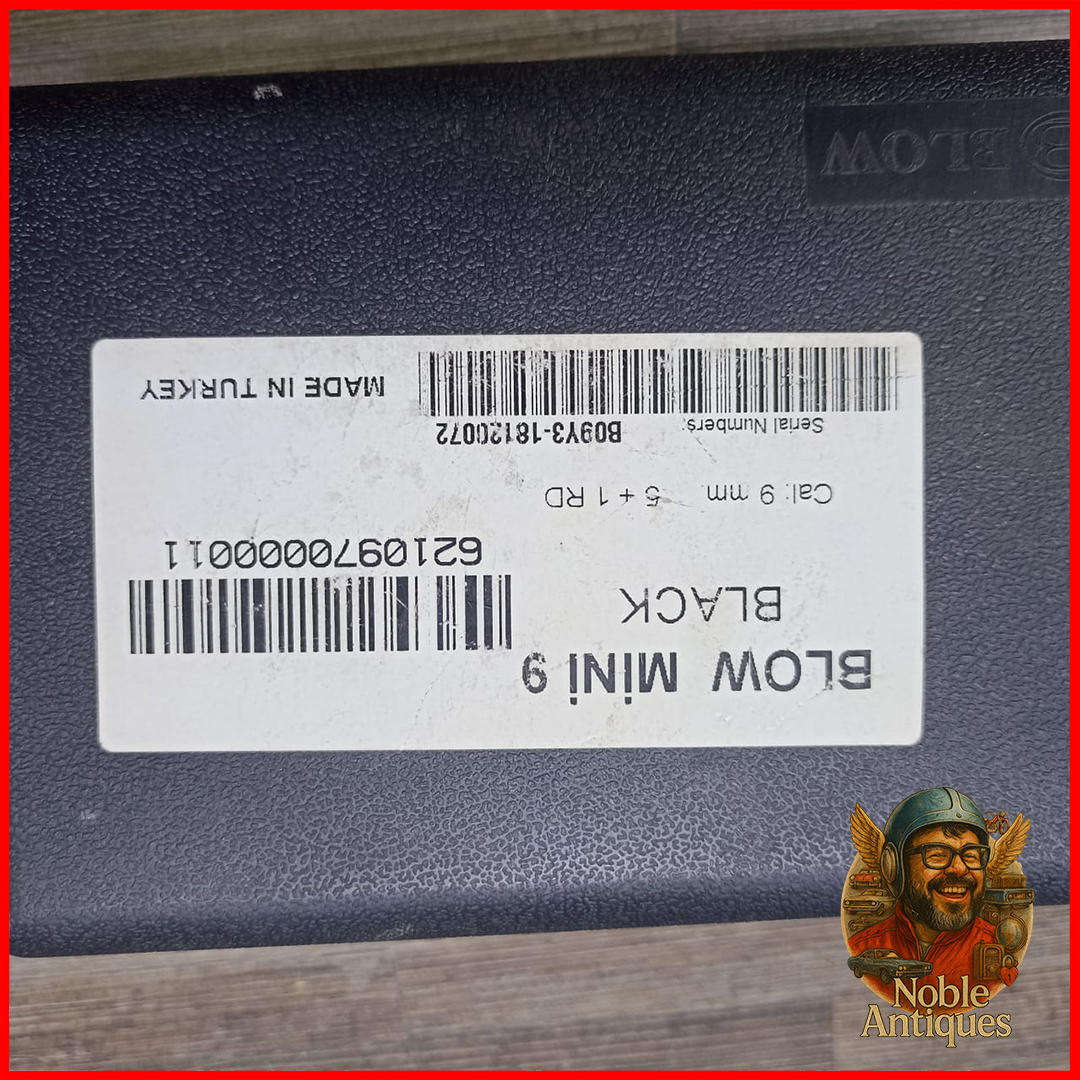 BLOW MiNi 9
BLACK
6210970000011
Cal: 9 mm. 5 + 1 RD
Serial Numbers: B09Y3-18120072
MADE IN TURKEY
BLOW
Noble
Antiques